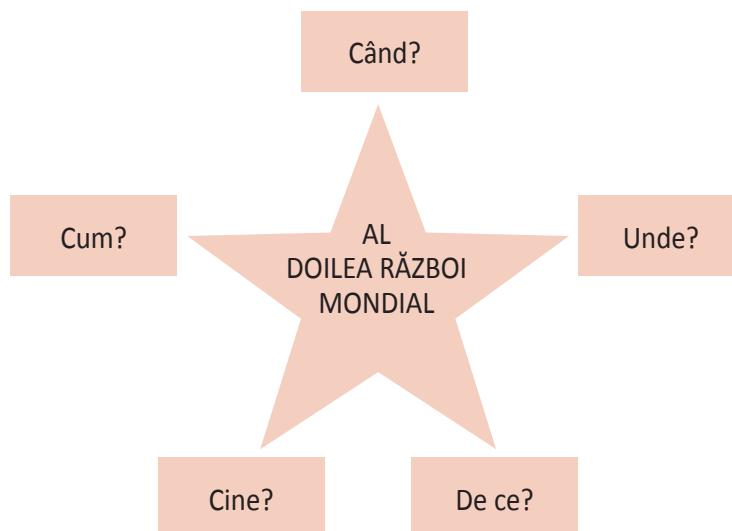 Când?
Cum?
AL
DOILEA RĂZBOI
MONDIAL
Unde?
Cine?
De ce?